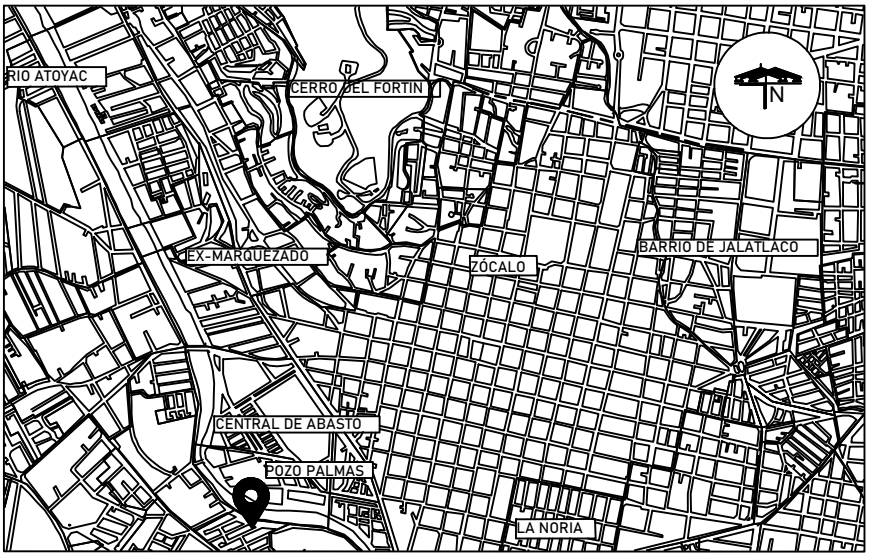 RIO ATOYAC
CERRO DEL FORTIN
N
EX-MARQUEZADO
ZÓCALO
BARRIO DE JALATLACO
CENTRAL DE ABASTO
POZO PALMAS
LA NORIA